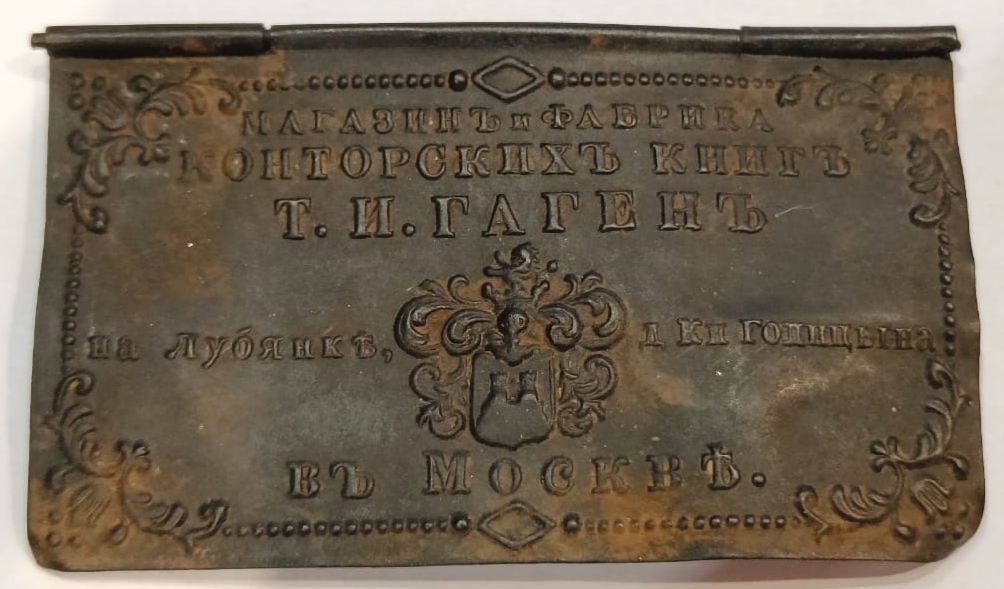 МАГАЗИНЪ и ФАБРИКА
КОНТОРСКИХЪ КНИГЪ
Т. И. ГАГЕНЪ
на Лубянкѣ, д Кн Голицына
въ Москвѣ.